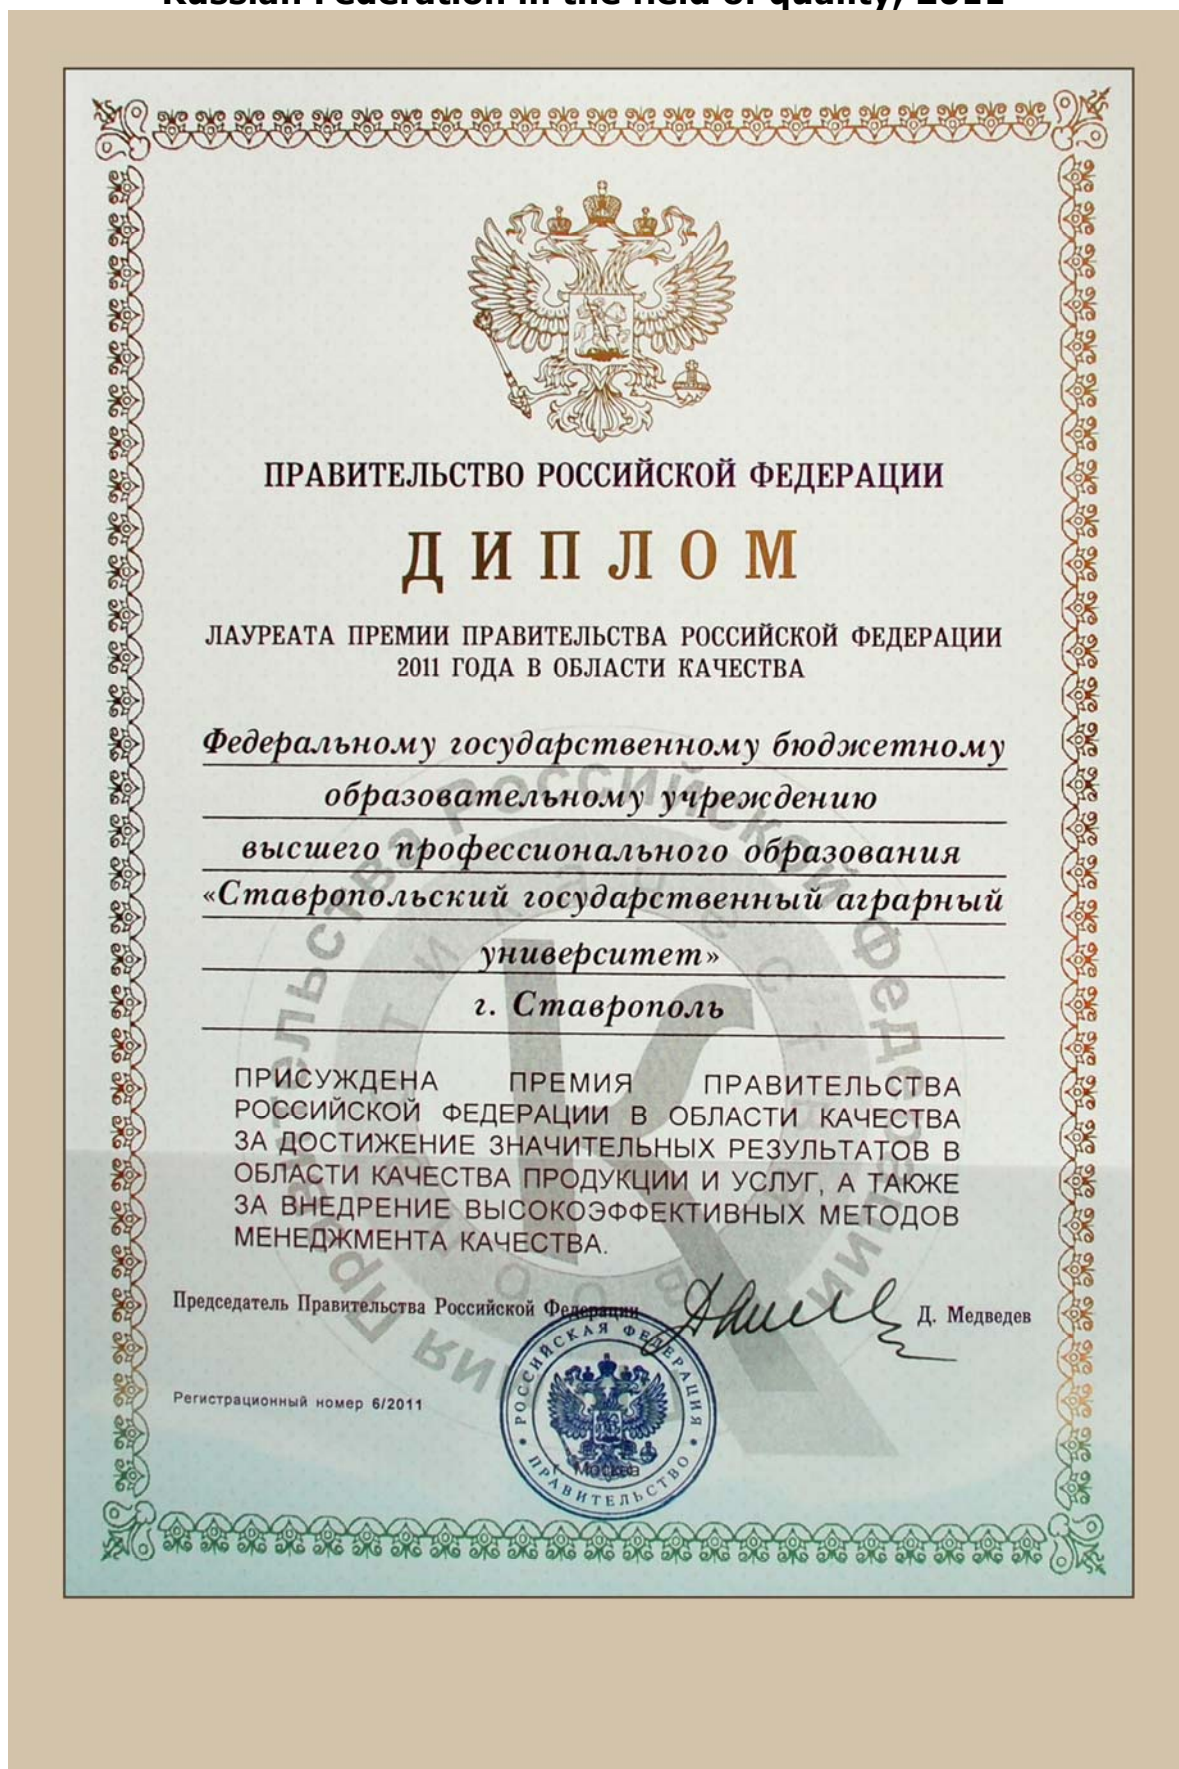 Russian Federation in the field of quality, 2011
ПРАВИТЕЛЬСТВО РОССИЙСКОЙ ФЕДЕРАЦИИ
ДИПЛОМ
ЛАУРЕАТА ПРЕМИИ ПРАВИТЕЛЬСТВА РОССИЙСКОЙ ФЕДЕРАЦИИ
2011 ГОДА В ОБЛАСТИ КАЧЕСТВА
Федеральному государственному бюджетному
образовательному учреждению
высшего профессионального образования
«Ставропольский государственный аграрный
университет»
г. Ставрополь
ПРИСУЖДЕНА ПРЕМИЯ ПРАВИТЕЛЬСТВА
РОССИЙСКОЙ ФЕДЕРАЦИИ В ОБЛАСТИ КАЧЕСТВА
ЗА ДОСТИЖЕНИЕ ЗНАЧИТЕЛЬНЫХ РЕЗУЛЬТАТОВ В
ОБЛАСТИ КАЧЕСТВА ПРОДУКЦИИ И УСЛУГ, А ТАКЖЕ
ЗА ВНЕДРЕНИЕ ВЫСОКОЭФФЕКТИВНЫХ МЕТОДОВ
МЕНЕДЖМЕНТА КАЧЕСТВА.
Председатель Правительства Российской Федерации
Д. Медведев
Регистрационный номер 6/2011
РОССИЙСКАЯ ФЕДЕРАЦИЯ
ПРАВИТЕЛЬСТВО
г. Москва